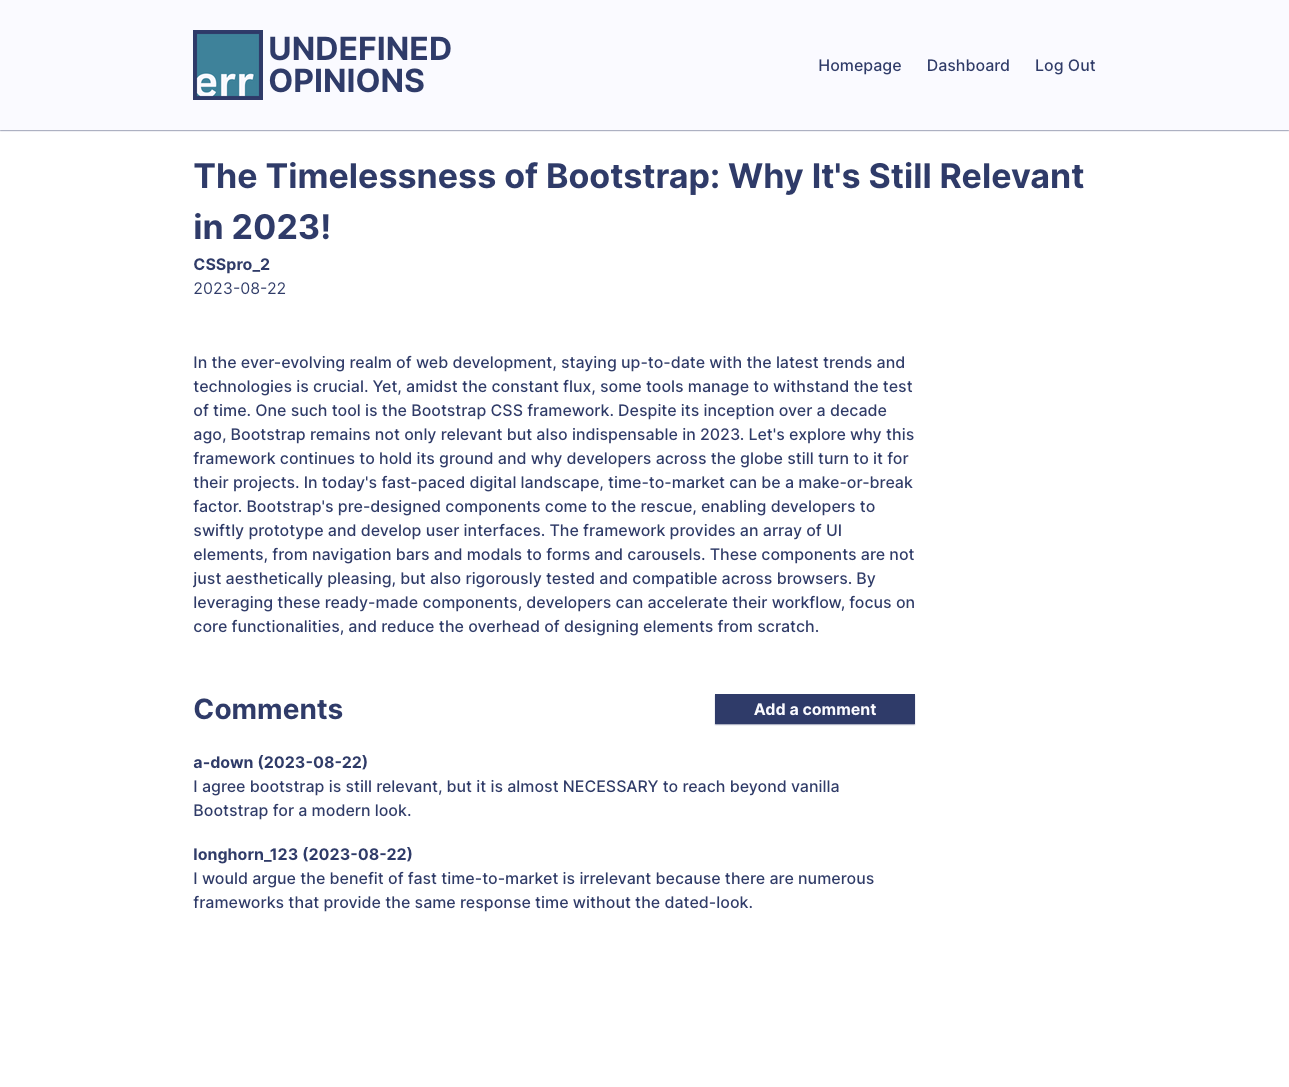 err
UNDEFINED
OPINIONS
Homepage Dashboard Log Out
The Timelessness of Bootstrap: Why It's Still Relevant
in 2023!
CSSpro_2
2023-08-22
In the ever-evolving realm of web development, staying up-to-date with the latest trends and
technologies is crucial. Yet, amidst the constant flux, some tools manage to withstand the test
of time. One such tool is the Bootstrap CSS framework. Despite its inception over a decade
ago, Bootstrap remains not only relevant but also indispensable in 2023. Let's explore why this
framework continues to hold its ground and why developers across the globe still turn to it for
their projects. In today's fast-paced digital landscape, time-to-market can be a make-or-break
factor. Bootstrap's pre-designed components come to the rescue, enabling developers to
swiftly prototype and develop user interfaces. The framework provides an array of UI
elements, from navigation bars and modals to forms and carousels. These components are not
just aesthetically pleasing, but also rigorously tested and compatible across browsers. By
leveraging these ready-made components, developers can accelerate their workflow, focus on
core functionalities, and reduce the overhead of designing elements from scratch.
Comments
Add a comment
a-down (2023-08-22)
I agree bootstrap is still relevant, but it is almost NECESSARY to reach beyond vanilla
Bootstrap for a modern look.
longhorn_123 (2023-08-22)
I would argue the benefit of fast time-to-market is irrelevant because there are numerous
frameworks that provide the same response time without the dated-look.